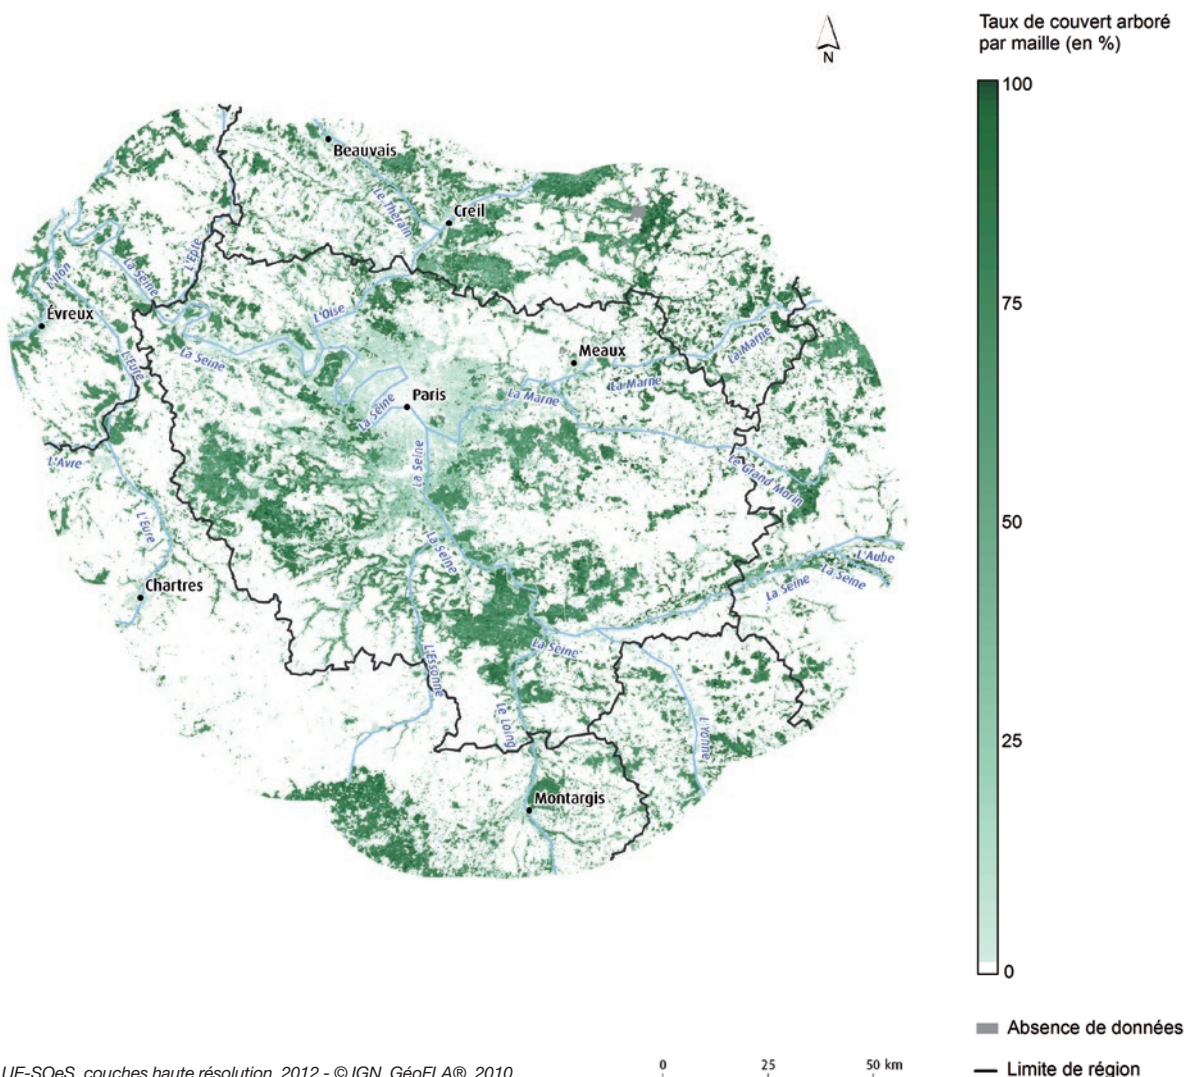 Taux de couvert arboré
par maille (en %)
N
100
75
50
25
0
Beauvais
Le Thérain
Creil
L'Epte
La Seine
L'Iton
Évreux
L'Oise
La Marne
Meaux
La Seine
L'Eure
La Marne
Paris
La Marne
La Seine
La Seine
L'Avre
Le Grand Morin
L'Eure
La Seine
L'Aube
La Seine
La Seine
Chartres
La Seine
L'Essonne
Le Loing
L'Yonne
Montargis
Absence de données
Limite de région
0 25 50 km
UE-SOeS, couches haute résolution, 2012 - © IGN, GéoFLA®, 2010